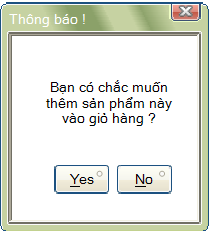 Thông báo !
Bạn có chắc muốn
thêm sản phẩm này
vào giỏ hàng ?
Yes No